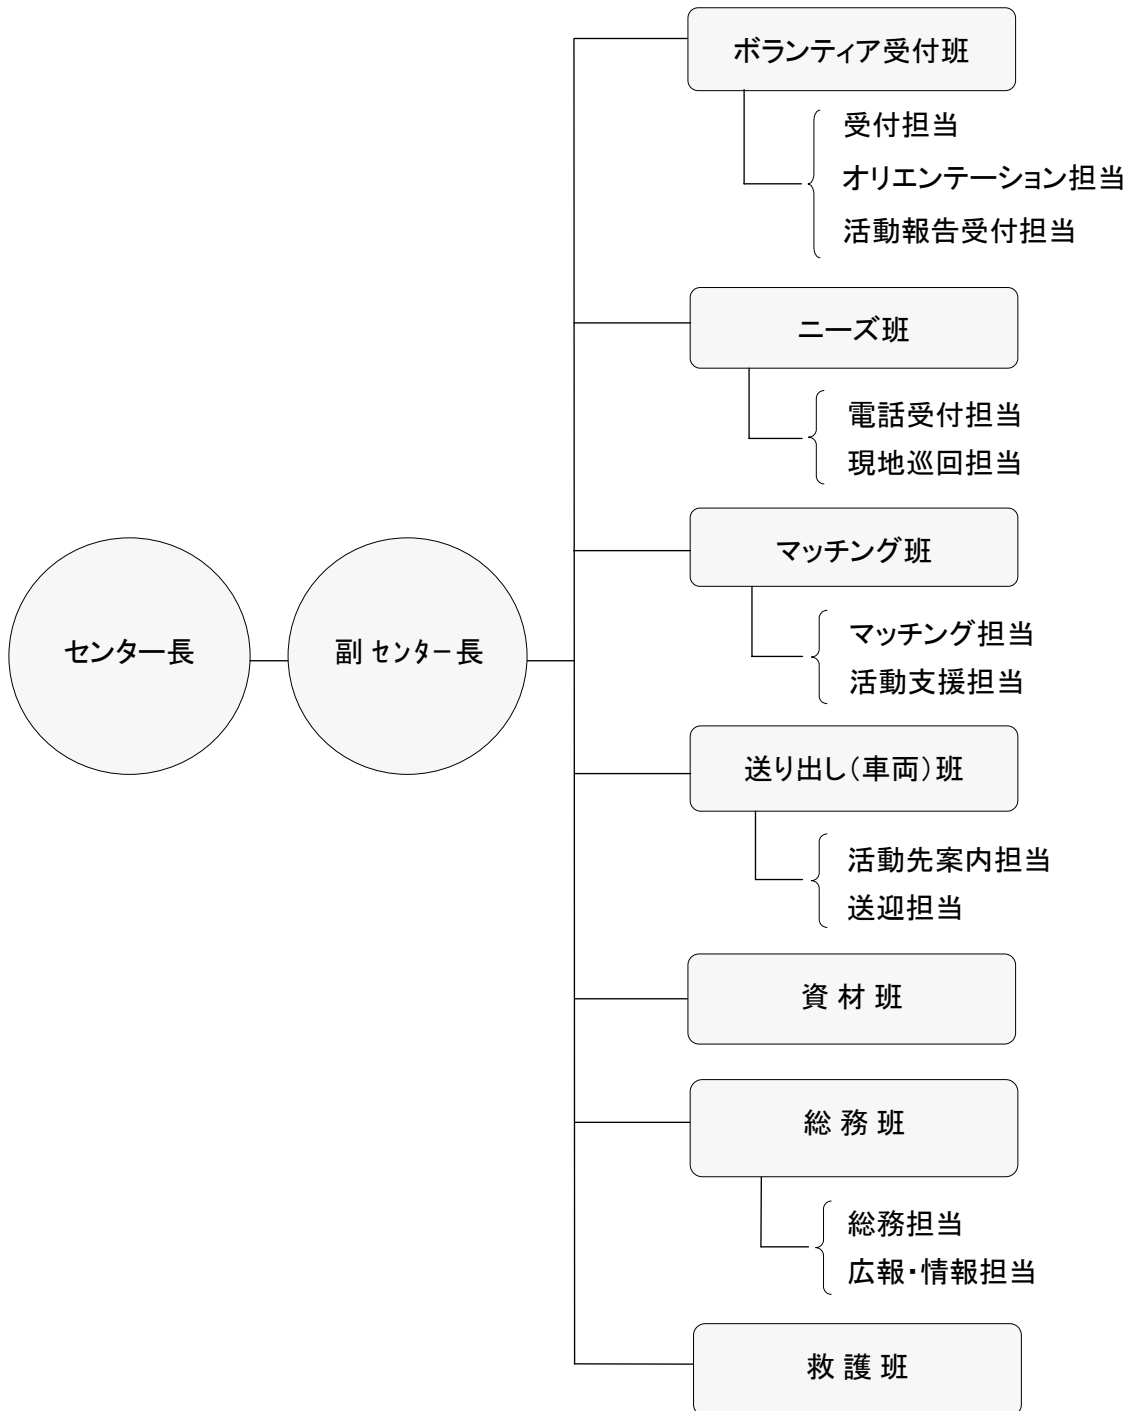 ボランティア受付班
受付担当
オリエンテーション担当
活動報告受付担当
ニーズ班
電話受付担当
現地巡回担当
マッチング班
マッチング担当
活動支援担当
センター長
副 ｾﾝﾀｰ 長
送り出し（車両）班
活動先案内担当
送迎担当
資 材 班
総 務 班
総務担当
広報・情報担当
救 護 班